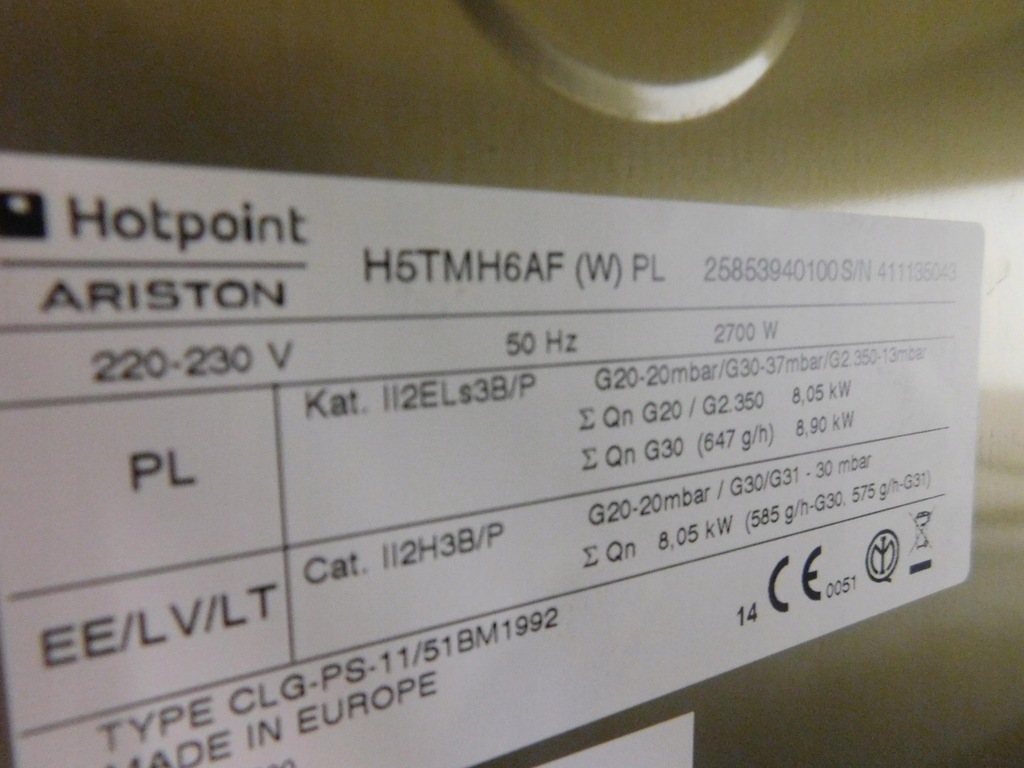 Hotpoint
ARISTON
H5TMH6AF (W) PL 25853940100 S/N 411135043
220-230 V 50 Hz 2700 W
PL Kat. II2ELs3B/P G20-20mbar/G30-37mbar/G2.350-13mbar
Σ Qn G20 / G2.350 8,05 kW
Σ Qn G30 (647 g/h) 8,90 kW
EE/LV/LT Cat. II2H3B/P G20-20mbar / G30/G31 - 30 mbar
Σ Qn 8,05 kW (585 g/h-G30, 575 g/h-G31)
TYPE CLG-PS-11/51BM1992
MADE IN EUROPE
14 CE 0051